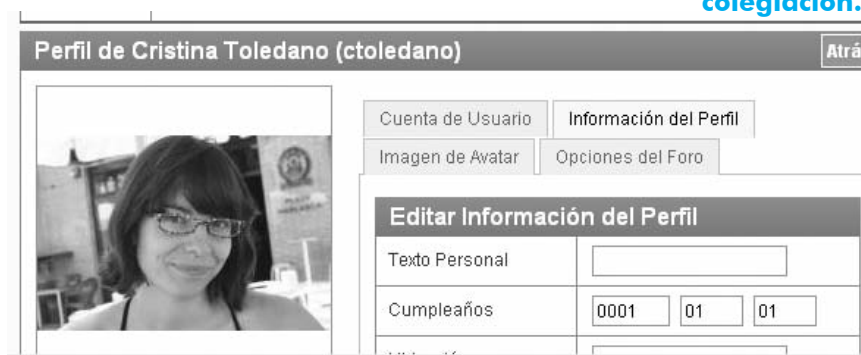 colegiación.
Perfil de Cristina Toledano (ctoledano)
Atrá
Cuenta de Usuario
Información del Perfil
Imagen de Avatar
Opciones del Foro
Editar Información del Perfil
Texto Personal
Cumpleaños
0001
01
01